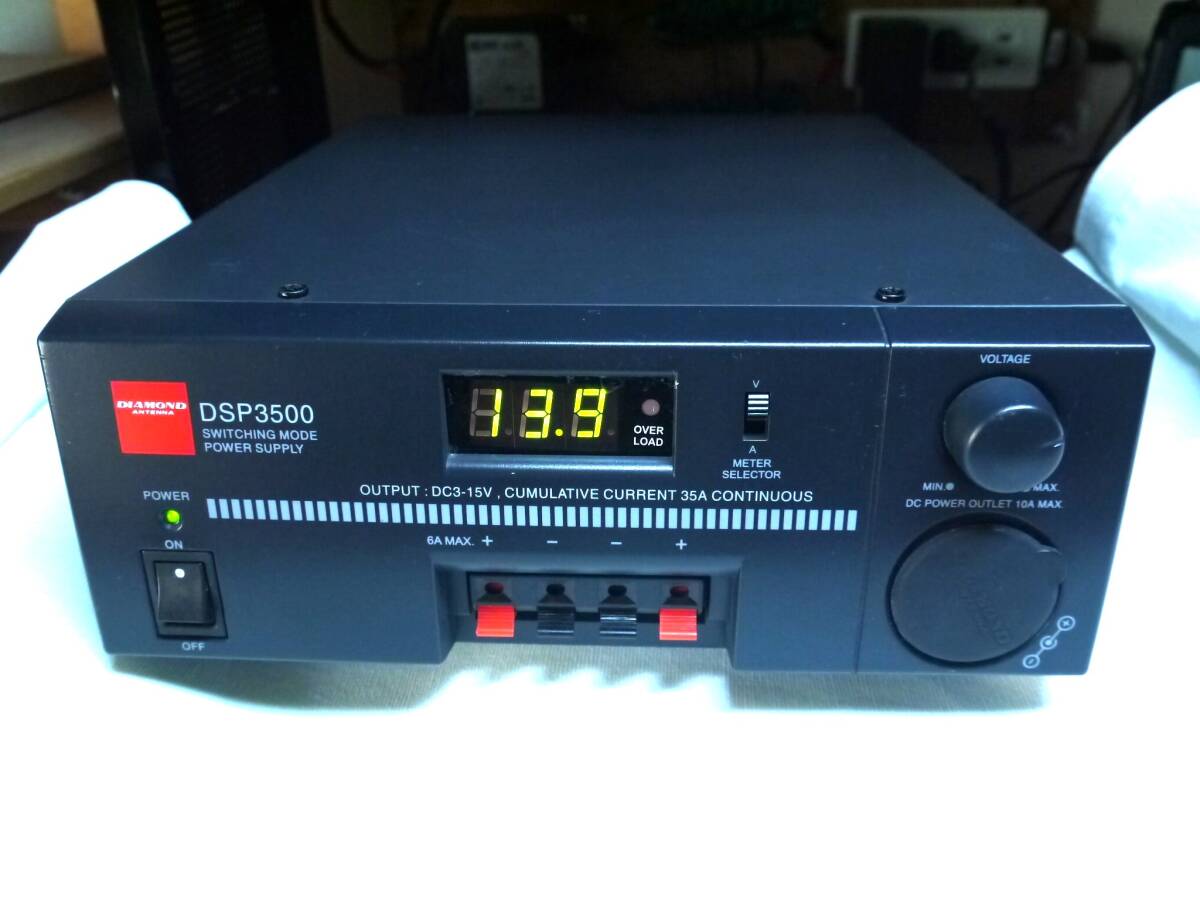 VOLTAGE
V
DIAMOND
ANTENNA
DSP3500
SWITCHING MODE
POWER SUPPLY
13.9
OVER
LOAD
A
METER
SELECTOR
MIN.
MAX.
DC POWER OUTLET 10A MAX.
OUTPUT : DC3-15V , CUMULATIVE CURRENT 35A CONTINUOUS
POWER
ON
OFF
6A MAX. + − − +